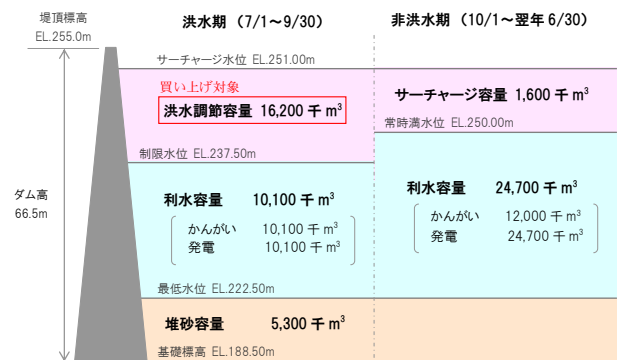 堤頂標高
EL.255.0m
洪水期（7/1～9/30）
非洪水期（10/1～翌年 6/30）
サーチャージ水位 EL.251.00m
買い上げ対象
洪水調節容量 16,200 千 m³
サーチャージ容量 1,600 千 m³
常時満水位 EL.250.00m
制限水位 EL.237.50m
ダム高
66.5m
利水容量 10,100 千 m³
かんがい 10,100 千 m³
発電 10,100 千 m³
利水容量 24,700 千 m³
かんがい 12,000 千 m³
発電 24,700 千 m³
最低水位 EL.222.50m
堆砂容量 5,300 千 m³
基礎標高 EL.188.50m